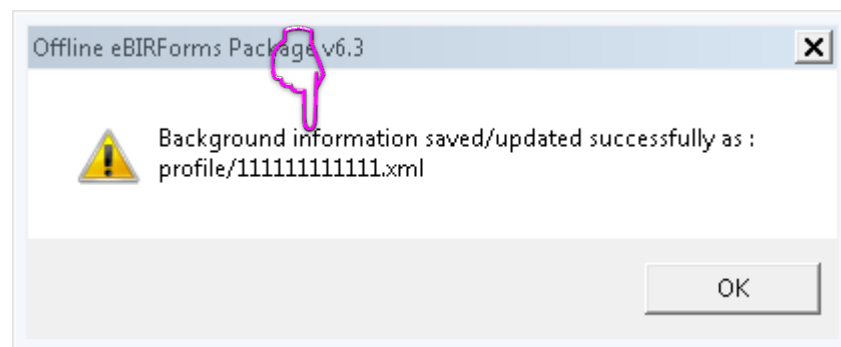 Offline eBIRForms Package v6.3
Background information saved/updated successfully as :
profile/111111111111.xml
OK